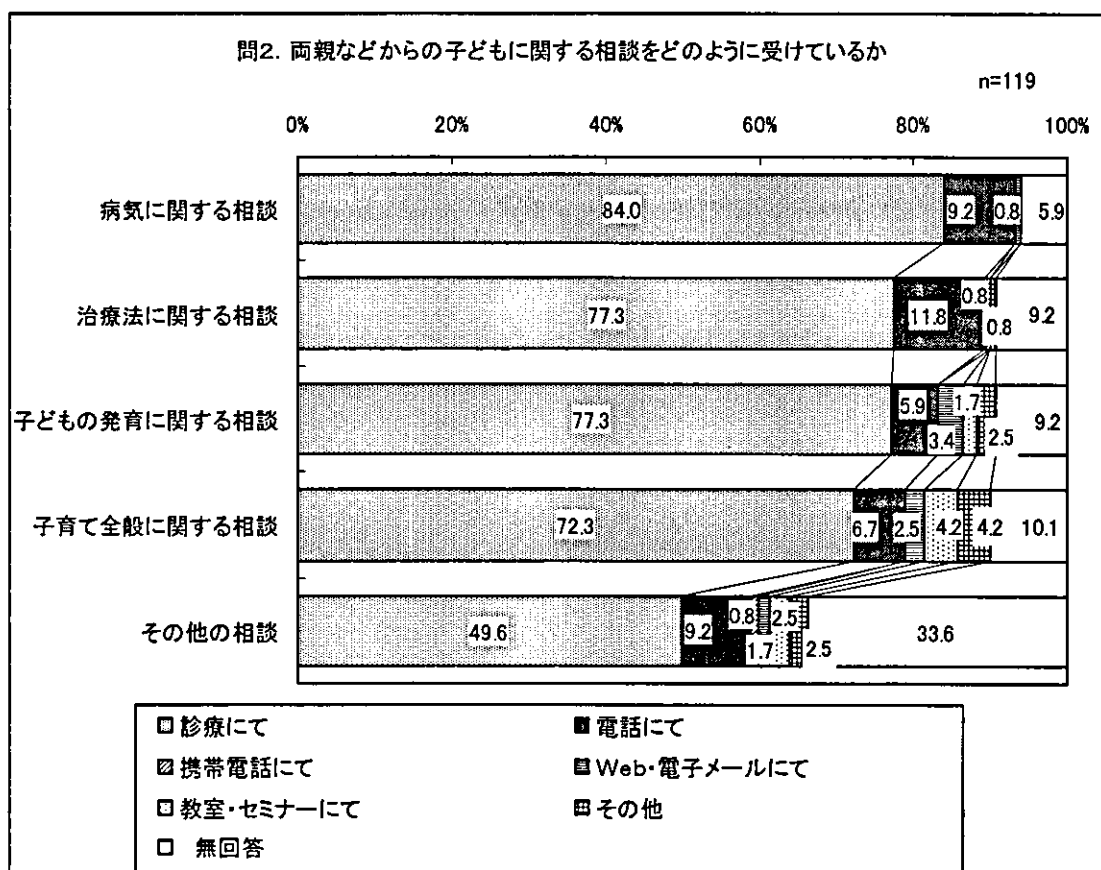 問2. 両親などからの子どもに関する相談をどのように受けているか
n=119
0% 20% 40% 60% 80% 100%
病気に関する相談 84.0 9.2 0.8 5.9
治療法に関する相談 77.3 11.8 0.8 0.8 9.2
子どもの発育に関する相談 77.3 5.9 3.4 1.7 2.5 9.2
子育て全般に関する相談 72.3 6.7 2.5 4.2 4.2 10.1
その他の相談 49.6 9.2 0.8 1.7 2.5 2.5 33.6
診療にて 電話にて
携帯電話にて Web・電子メールにて
教室・セミナーにて その他
無回答